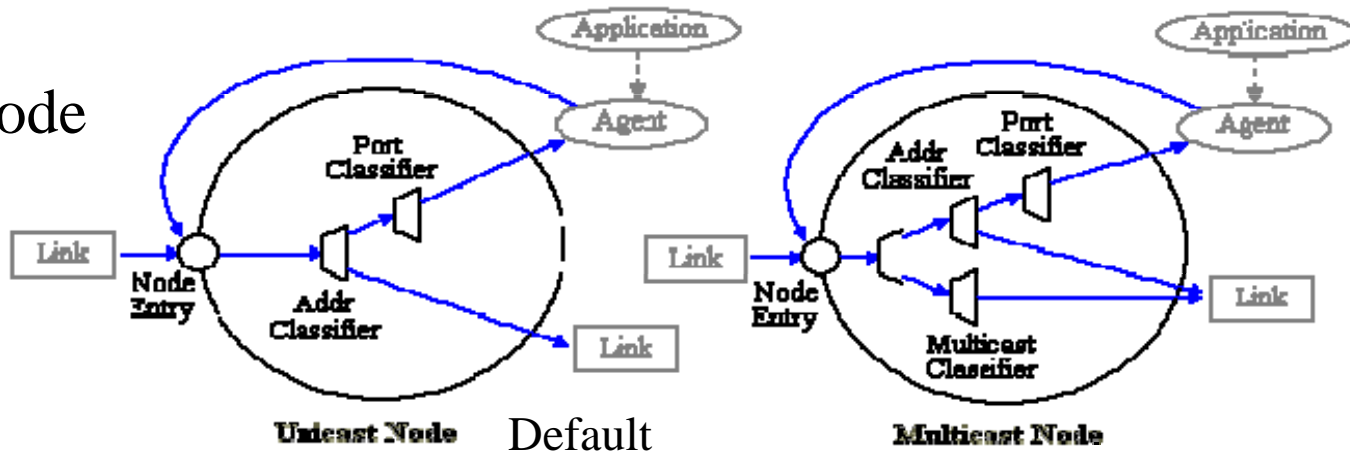 Application
Agent
Port
Classifier
Link
Node
Entry
Addr
Classifier
Link
Unicast Node
Default
Application
Agent
Port
Classifier
Addr
Classifier
Link
Node
Entry
Multicast
Classifier
Link
Multicast Node
ode